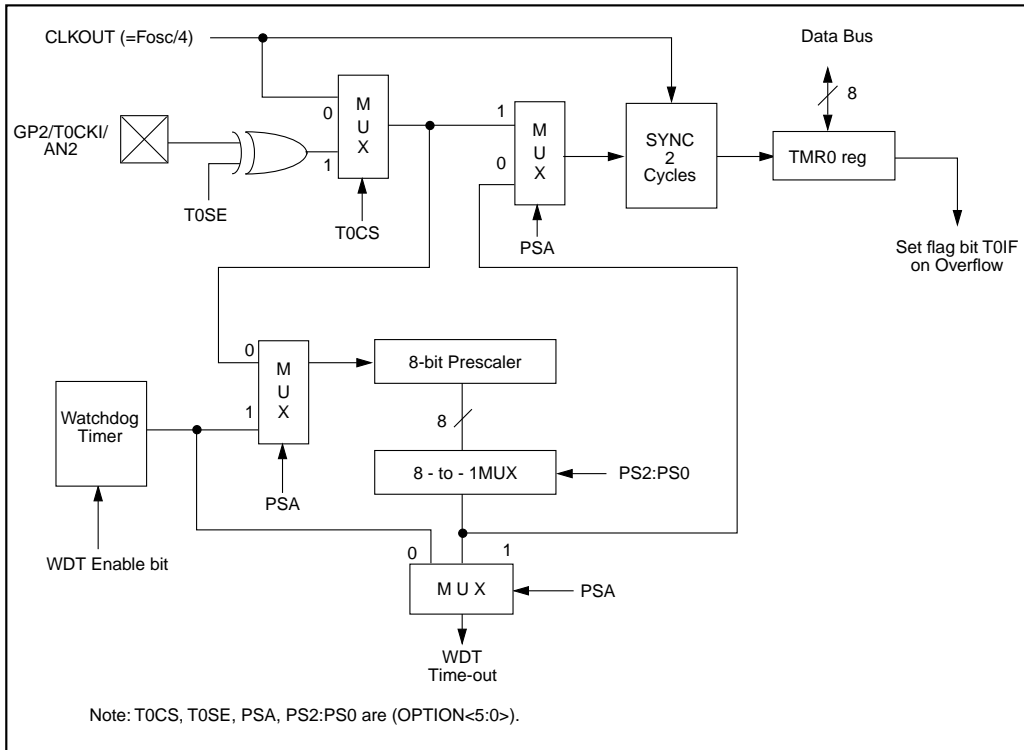 CLKOUT (=Fosc/4)
Data Bus
8
M
U
X
0
1
GP2/T0CKI/
AN2
T0SE
T0CS
1
0
M
U
X
PSA
SYNC
2
Cycles
TMR0 reg
Set flag bit T0IF
on Overflow
0
1
M
U
X
PSA
8-bit Prescaler
8
Watchdog
Timer
WDT Enable bit
8 - to - 1MUX
PS2:PS0
0
1
M U X
PSA
WDT
Time-out
Note: T0CS, T0SE, PSA, PS2:PS0 are (OPTION<5:0>).